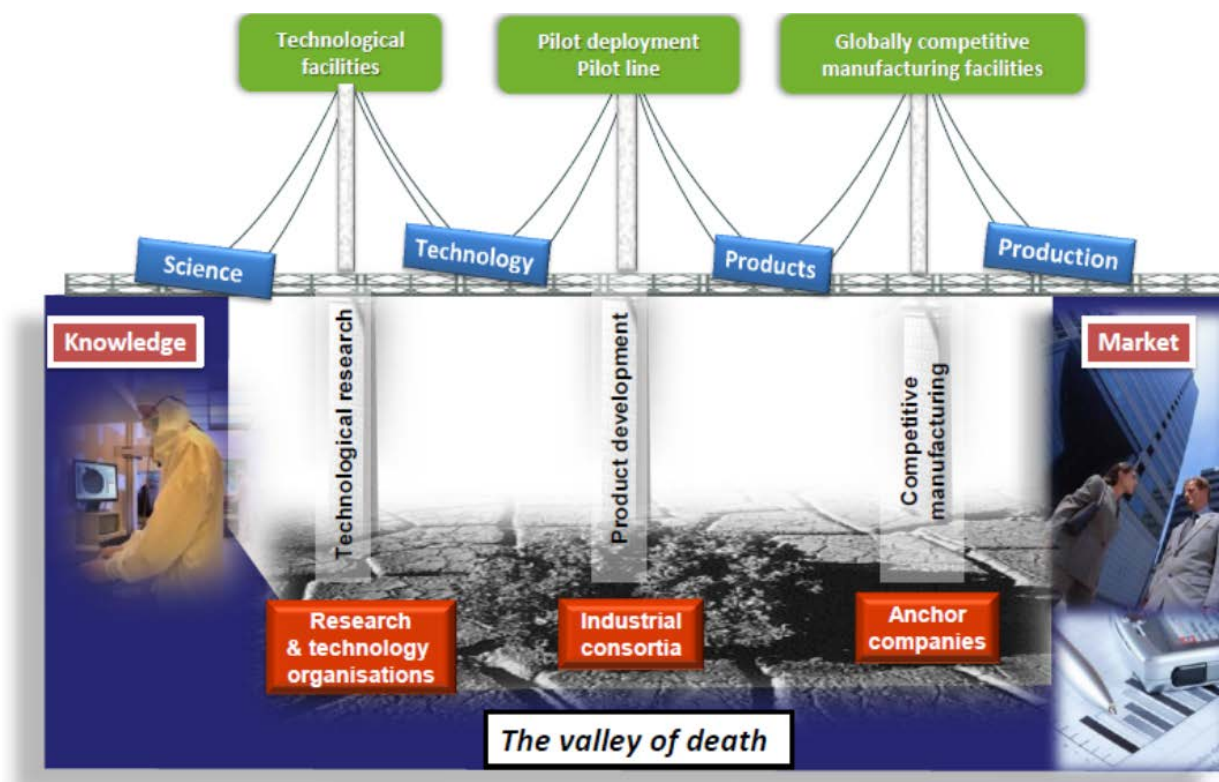 Technological
facilities
Pilot deployment
Pilot line
Globally competitive
manufacturing facilities
Science
Technology
Products
Production
Knowledge
Market
Technological research
Product development
Competitive
manufacturing
Research
& technology
organisations
Industrial
consortia
Anchor
companies
The valley of death